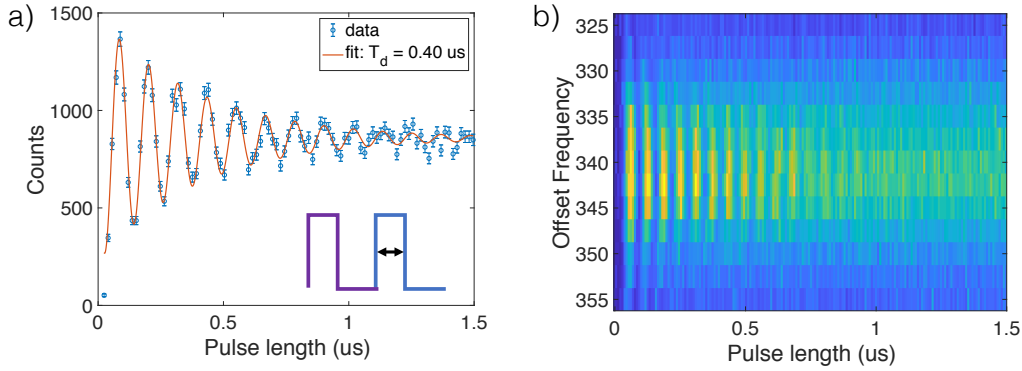 a)
1500
1000
500
0
Counts
data
fit: T_d = 0.40 us
0
0.5
1
1.5
Pulse length (us)
b)
325
330
335
340
345
350
355
Offset Frequency
0
0.5
1
1.5
Pulse length (us)